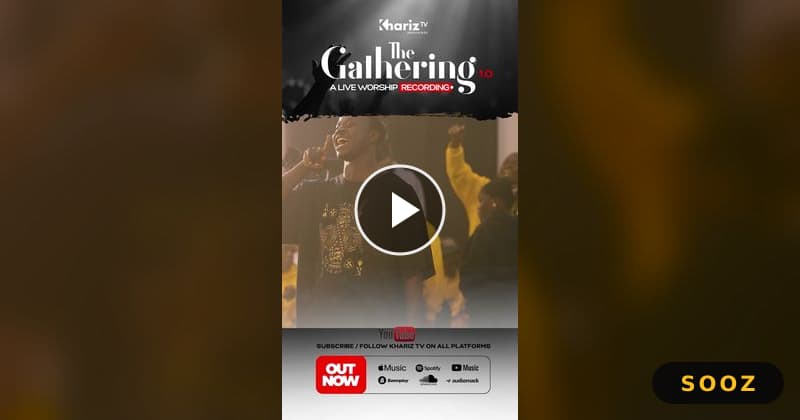 Khariz TV
The
Gathering 1.0
A LIVE WORSHIP RECORDING
YouTube
SUBSCRIBE / FOLLOW KHARIZ TV ON ALL PLATFORMS
OUT
NOW
Music
Spotify
Music
Boomplay
SOUNDCLOUD
audiomack
SOOZ